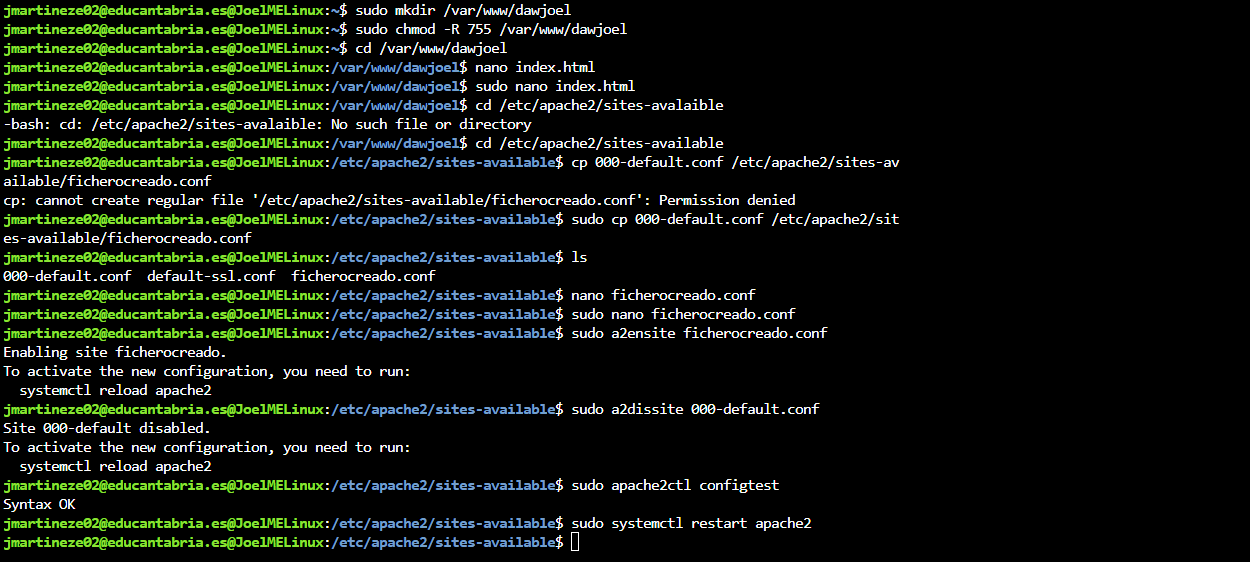 jmartineze02@educantabria.es@JoelMELinux:~$ sudo mkdir /var/www/dawjoel
jmartineze02@educantabria.es@JoelMELinux:~$ sudo chmod -R 755 /var/www/dawjoel
jmartineze02@educantabria.es@JoelMELinux:~$ cd /var/www/dawjoel
jmartineze02@educantabria.es@JoelMELinux:/var/www/dawjoel$ nano index.html
jmartineze02@educantabria.es@JoelMELinux:/var/www/dawjoel$ sudo nano index.html
jmartineze02@educantabria.es@JoelMELinux:/var/www/dawjoel$ cd /etc/apache2/sites-avalaible
-bash: cd: /etc/apache2/sites-avalaible: No such file or directory
jmartineze02@educantabria.es@JoelMELinux:/var/www/dawjoel$ cd /etc/apache2/sites-available
jmartineze02@educantabria.es@JoelMELinux:/etc/apache2/sites-available$ cp 000-default.conf /etc/apache2/sites-av
ailable/ficherocreado.conf
cp: cannot create regular file '/etc/apache2/sites-available/ficherocreado.conf': Permission denied
jmartineze02@educantabria.es@JoelMELinux:/etc/apache2/sites-available$ sudo cp 000-default.conf /etc/apache2/sit
es-available/ficherocreado.conf
jmartineze02@educantabria.es@JoelMELinux:/etc/apache2/sites-available$ ls
000-default.conf  default-ssl.conf  ficherocreado.conf
jmartineze02@educantabria.es@JoelMELinux:/etc/apache2/sites-available$ nano ficherocreado.conf
jmartineze02@educantabria.es@JoelMELinux:/etc/apache2/sites-available$ sudo nano ficherocreado.conf
jmartineze02@educantabria.es@JoelMELinux:/etc/apache2/sites-available$ sudo a2ensite ficherocreado.conf
Enabling site ficherocreado.
To activate the new configuration, you need to run:
  systemctl reload apache2
jmartineze02@educantabria.es@JoelMELinux:/etc/apache2/sites-available$ sudo a2dissite 000-default.conf
Site 000-default disabled.
To activate the new configuration, you need to run:
  systemctl reload apache2
jmartineze02@educantabria.es@JoelMELinux:/etc/apache2/sites-available$ sudo apache2ctl configtest
Syntax OK
jmartineze02@educantabria.es@JoelMELinux:/etc/apache2/sites-available$ sudo systemctl restart apache2
jmartineze02@educantabria.es@JoelMELinux:/etc/apache2/sites-available$